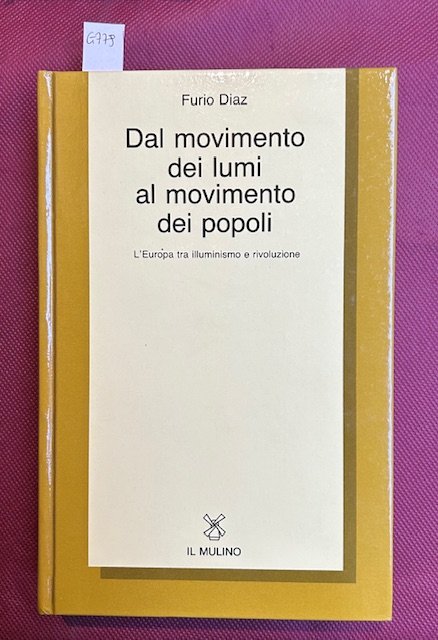 G779
Furio Diaz
Dal movimento
dei lumi
al movimento
dei popoli
L'Europa tra illuminismo e rivoluzione
IL MULINO